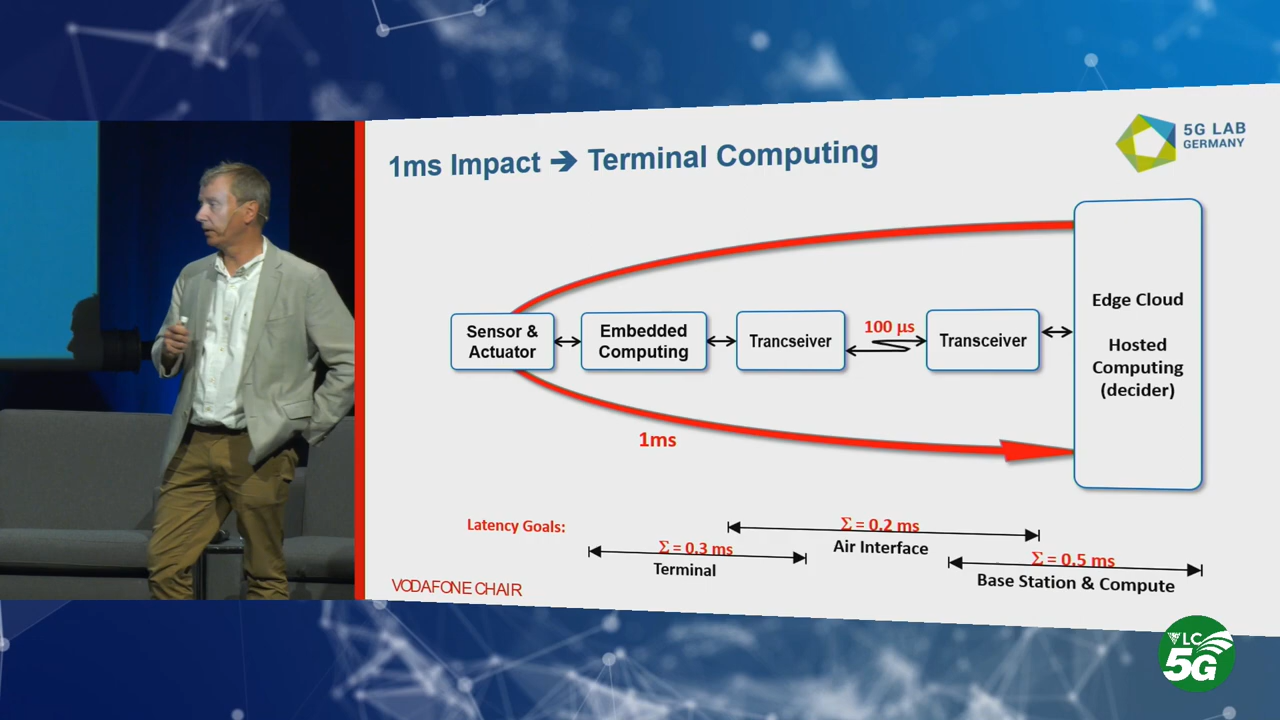 1ms Impact ➔ Terminal Computing
5G LAB
GERMANY
Sensor &
Actuator
Embedded
Computing
Trancseiver
100 µs
Transceiver
Edge Cloud
Hosted
Computing
(decider)
1ms
Latency Goals:
Σ = 0.2 ms
Air Interface
Σ = 0.3 ms
Terminal
Σ = 0.5 ms
Base Station & Compute
VODAFONE CHAIR
VLC
5G